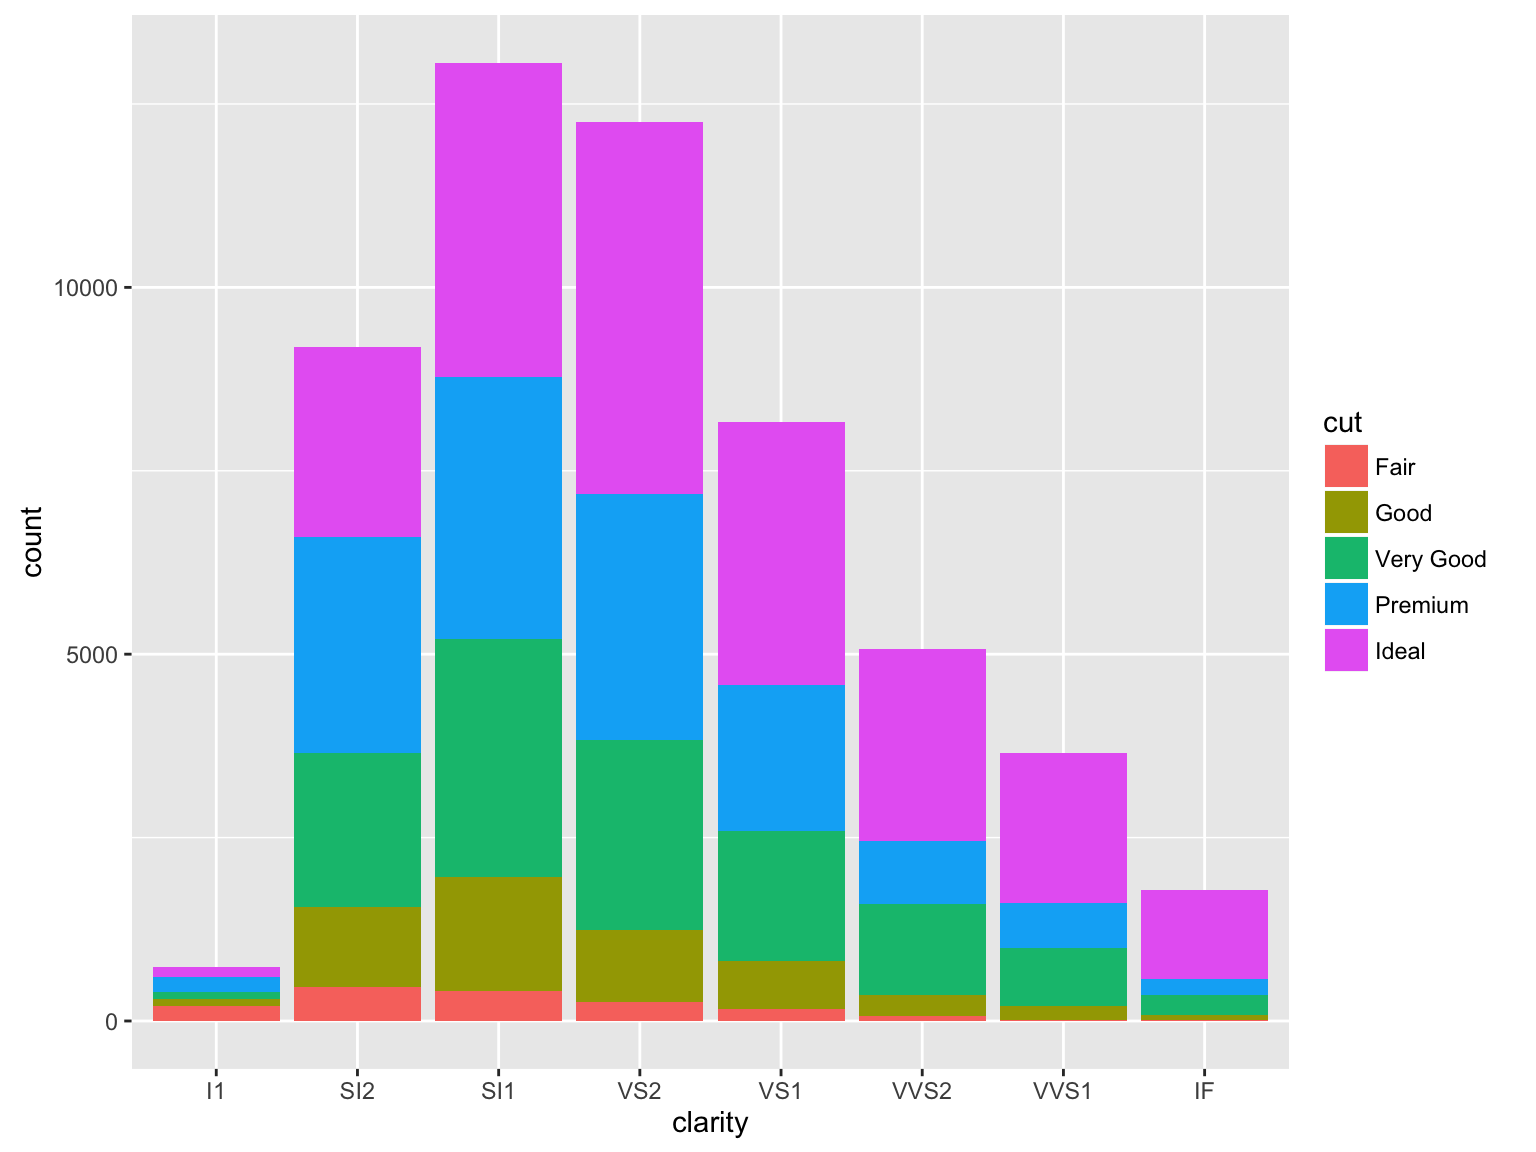 10000
5000
0
count
I1 SI2 SI1 VS2 VS1 VVS2 VVS1 IF
clarity
cut
Fair
Good
Very Good
Premium
Ideal